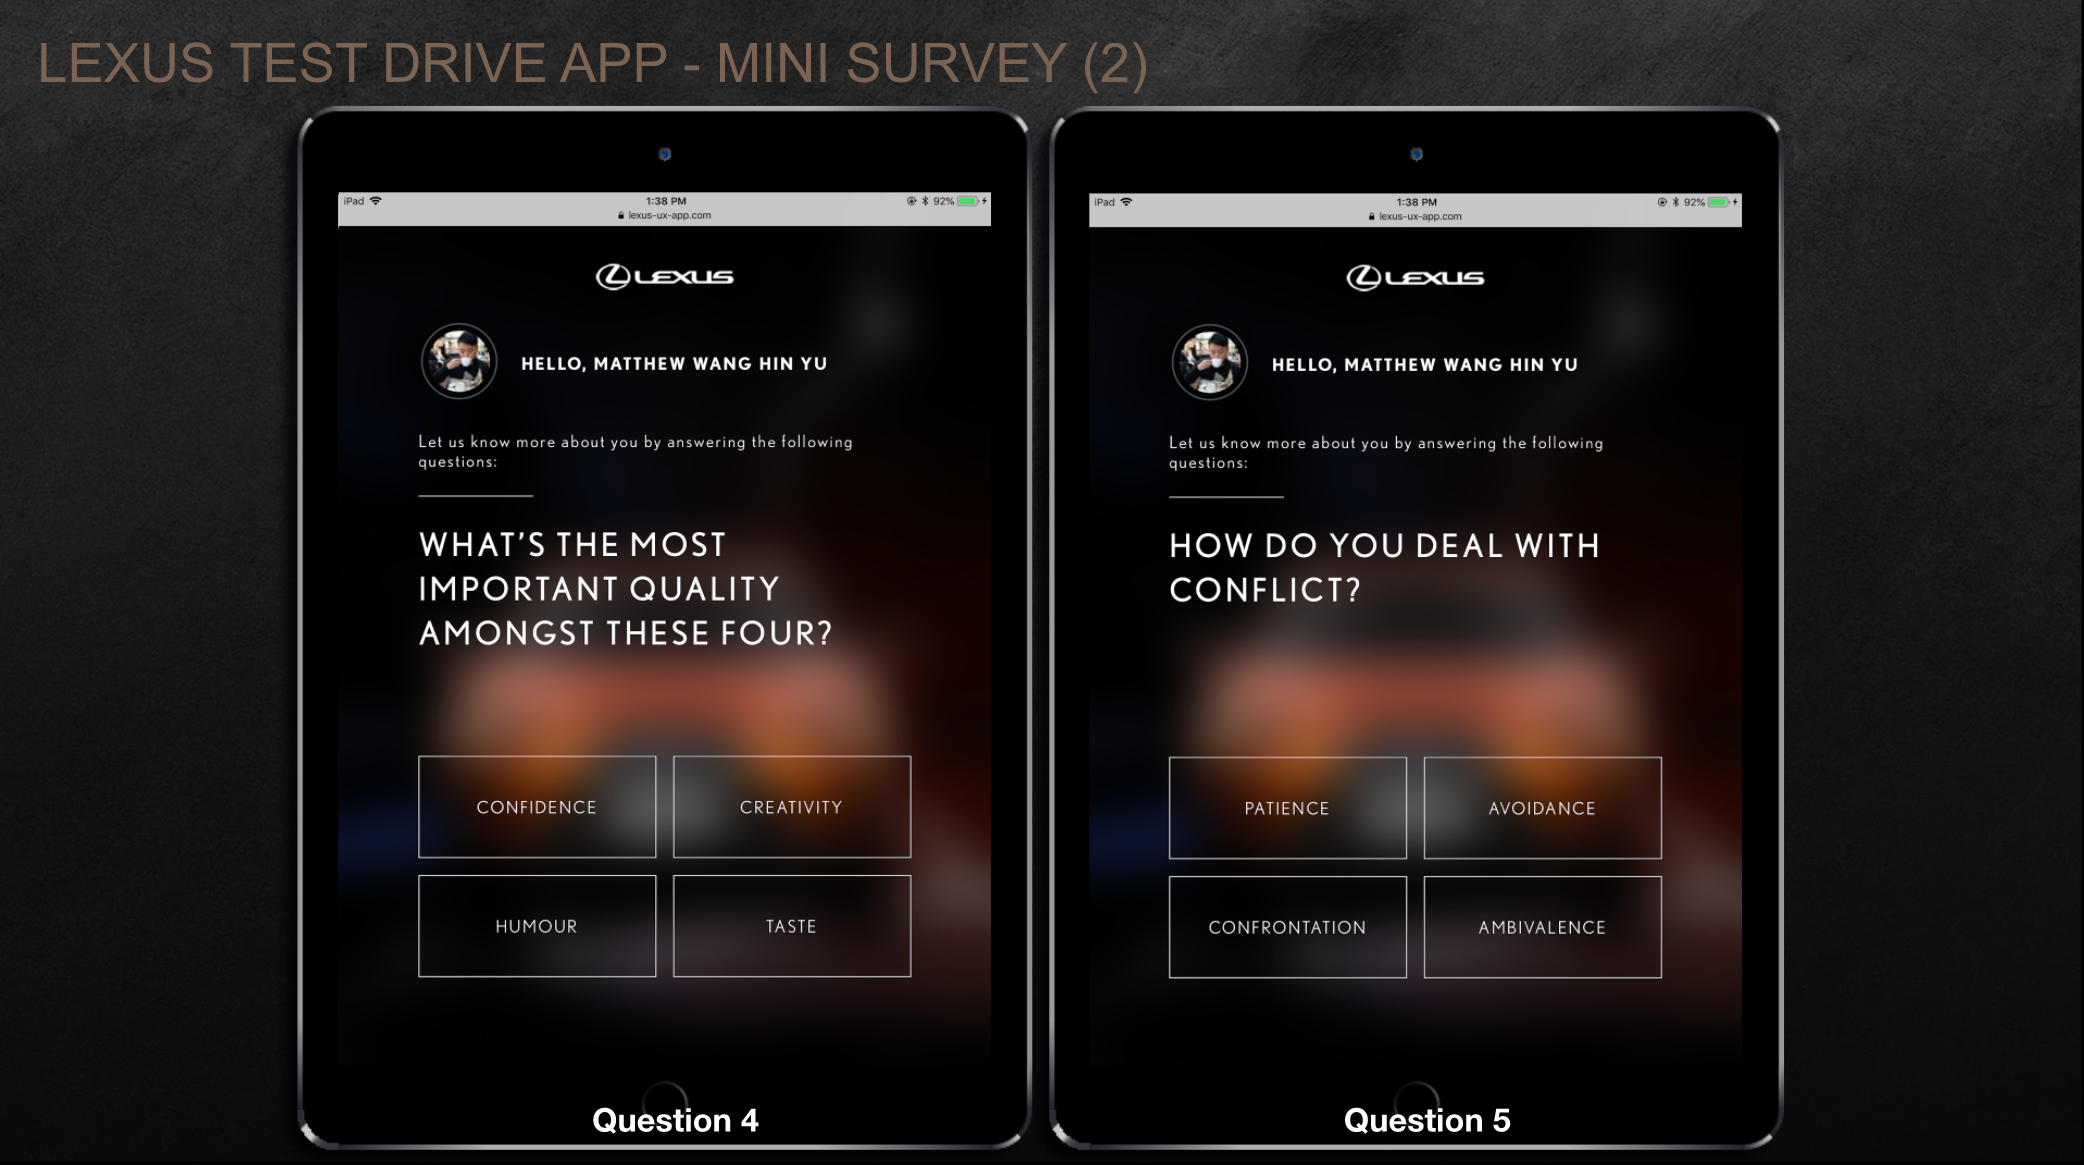 LEXUS TEST DRIVE APP - MINI SURVEY (2)
iPad 1:38 PM 92%
lexus-ux-app.com
LEXUS
HELLO, MATTHEW WANG HIN YU
Let us know more about you by answering the following
questions:
WHAT'S THE MOST
IMPORTANT QUALITY
AMONGST THESE FOUR?
CONFIDENCE CREATIVITY
HUMOUR TASTE
Question 4
iPad 1:38 PM 92%
lexus-ux-app.com
LEXUS
HELLO, MATTHEW WANG HIN YU
Let us know more about you by answering the following
questions:
HOW DO YOU DEAL WITH
CONFLICT?
PATIENCE AVOIDANCE
CONFRONTATION AMBIVALENCE
Question 5